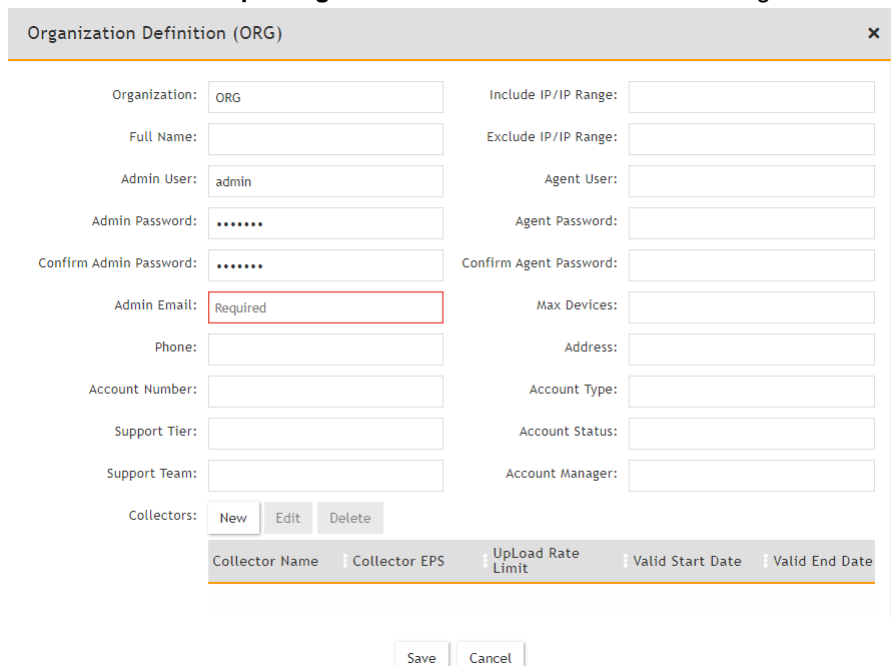 Organization Definition (ORG) ×
Organization: ORG Include IP/IP Range:
Full Name: Exclude IP/IP Range:
Admin User: admin Agent User:
Admin Password: ••••••• Agent Password:
Confirm Admin Password: ••••••• Confirm Agent Password:
Admin Email: Required Max Devices:
Phone: Address:
Account Number: Account Type:
Support Tier: Account Status:
Support Team: Account Manager:
Collectors: New Edit Delete
Collector Name Collector EPS UpLoad Rate Limit Valid Start Date Valid End Date
Save Cancel